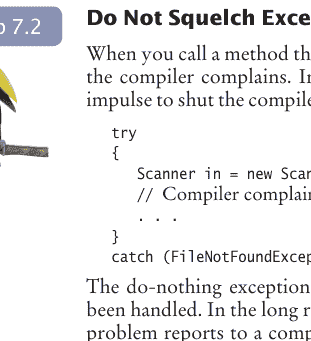 p 7.2
Do Not Squelch Exce
When you call a method th
the compiler complains. In
impulse to shut the compile
try
{
Scanner in = new Scan
// Compiler complain
. . .
}
catch (FileNotFoundExcep
The do-nothing exception
been handled. In the long r
problem reports to a comp